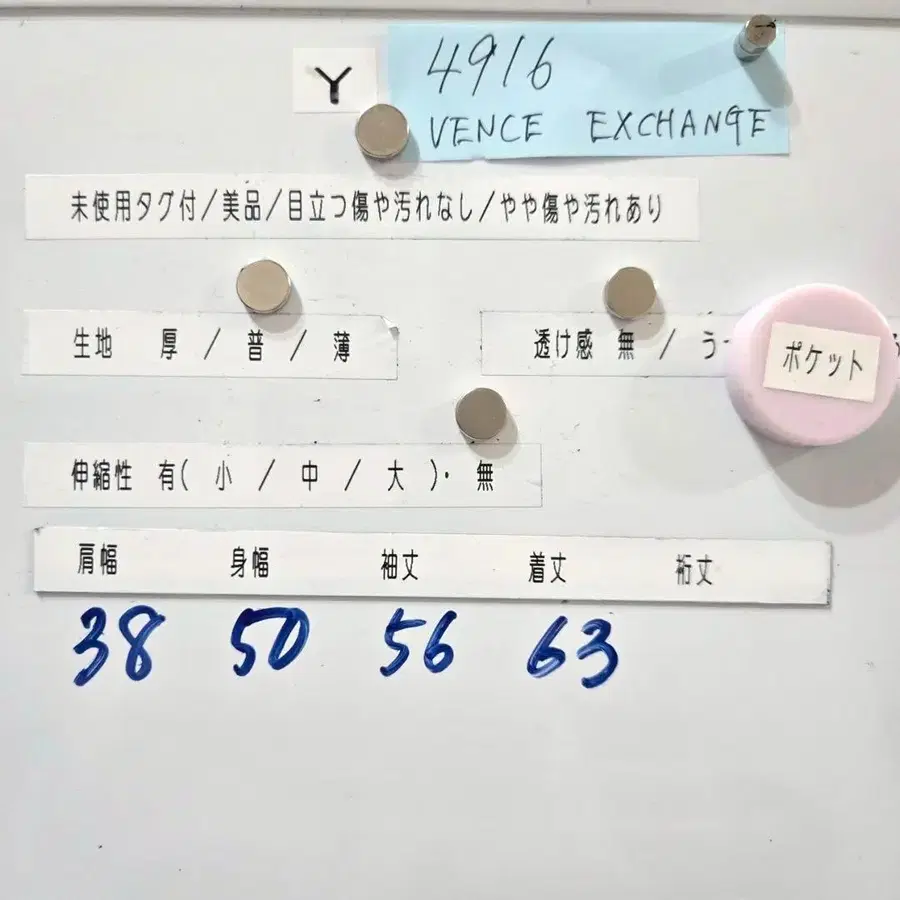 Y
4916
VENCE EXCHANGE
未使用タグ付/美品/目立つ傷や汚れなし/やや傷や汚れあり
生地 厚 / 普 / 薄
透け感 無 / う
ポケット
伸縮性 有( 小 / 中 / 大 )・ 無
肩幅 身幅 袖丈 着丈 裄丈
38 50 56 63